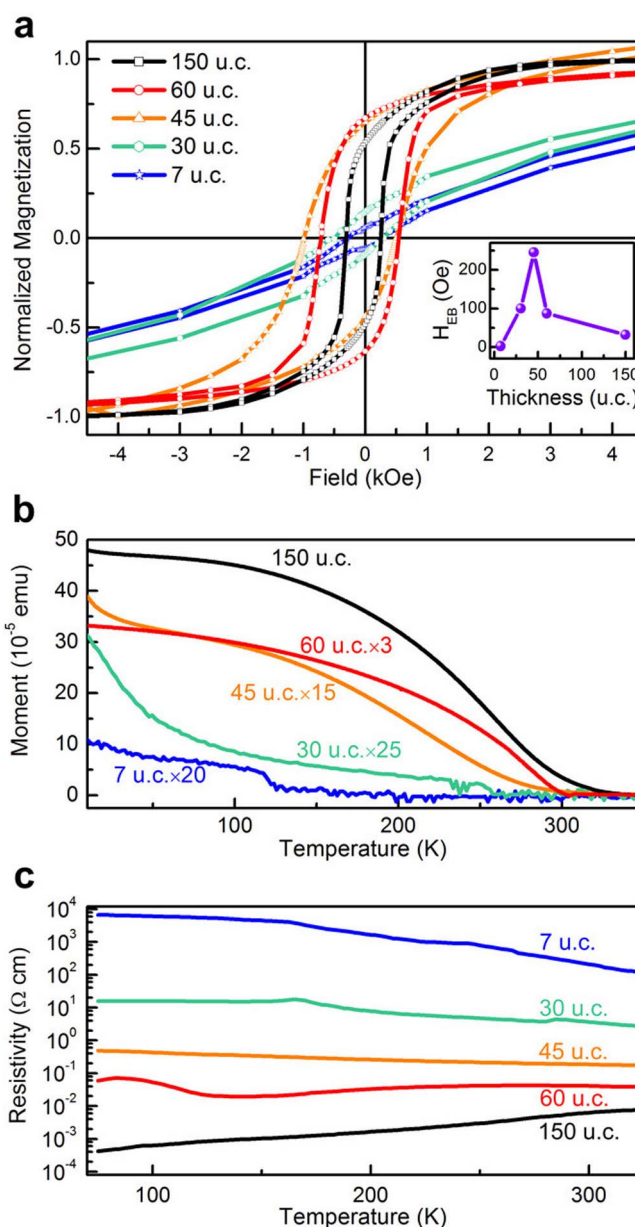 a
1.0
0.5
0.0
-0.5
-1.0
Normalized Magnetization
150 u.c.
60 u.c.
45 u.c.
30 u.c.
7 u.c.
200
100
0
H_EB (Oe)
0 50 100 150
Thickness (u.c.)
-4 -3 -2 -1 0 1 2 3 4
Field (kOe)
b
50
40
30
20
10
0
Moment (10^-5 emu)
150 u.c.
60 u.c.×3
45 u.c.×15
30 u.c.×25
7 u.c.×20
100 200 300
Temperature (K)
c
10^4
10^3
10^2
10^1
10^0
10^-1
10^-2
10^-3
10^-4
Resistivity (Ω cm)
7 u.c.
30 u.c.
45 u.c.
60 u.c.
150 u.c.
100 200 300
Temperature (K)